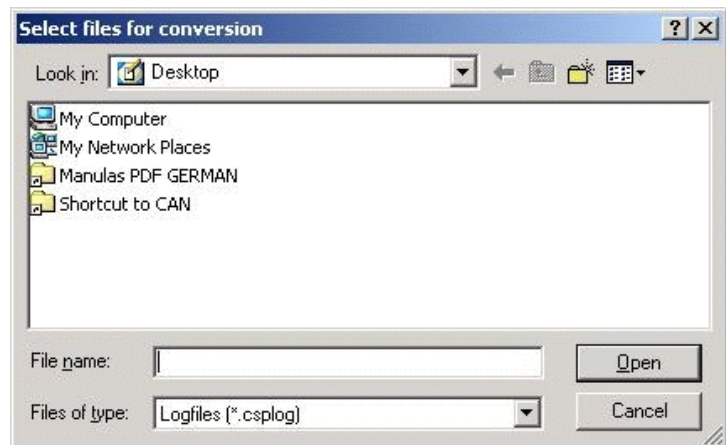 Select files for conversion
Look in: Desktop
My Computer
My Network Places
Manulas PDF GERMAN
Shortcut to CAN
File name: Open
Files of type: Logfiles (*.csplog) Cancel